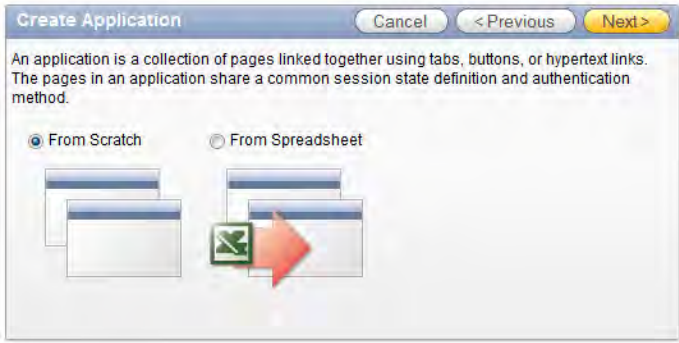 Create Application
Cancel
< Previous
Next >
An application is a collection of pages linked together using tabs, buttons, or hypertext links.
The pages in an application share a common session state definition and authentication
method.
From Scratch
From Spreadsheet